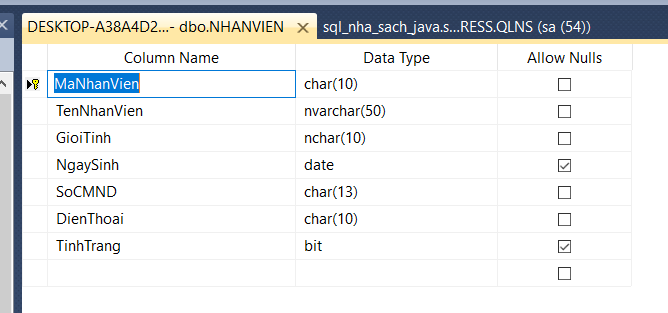 DESKTOP-A38A4D2...- dbo.NHANVIEN sql_nha_sach_java.s...RESS.QLNS (sa (54))
Column Name Data Type Allow Nulls
MaNhanVien char(10)
TenNhanVien nvarchar(50)
GioiTinh nchar(10)
NgaySinh date
SoCMND char(13)
DienThoai char(10)
TinhTrang bit